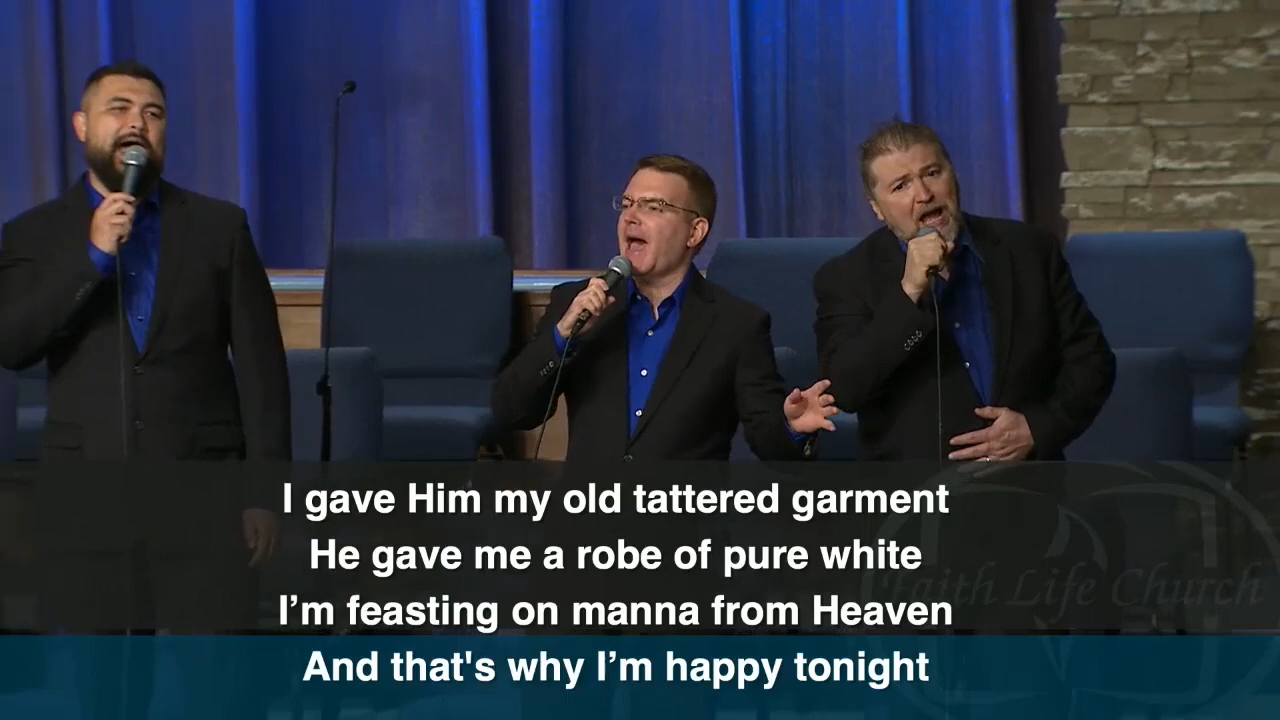 I gave Him my old tattered garment
He gave me a robe of pure white
I’m feasting on manna from Heaven
Faith Life Church
And that's why I’m happy tonight